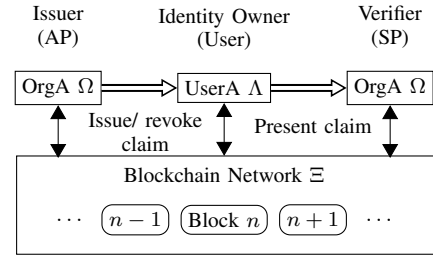 Issuer
(AP)
Identity Owner
(User)
Verifier
(SP)
OrgA Ω
UserA Λ
OrgA Ω
Issue/ revoke
claim
Present claim
Blockchain Network Ξ
··· n − 1 Block n n + 1 ···